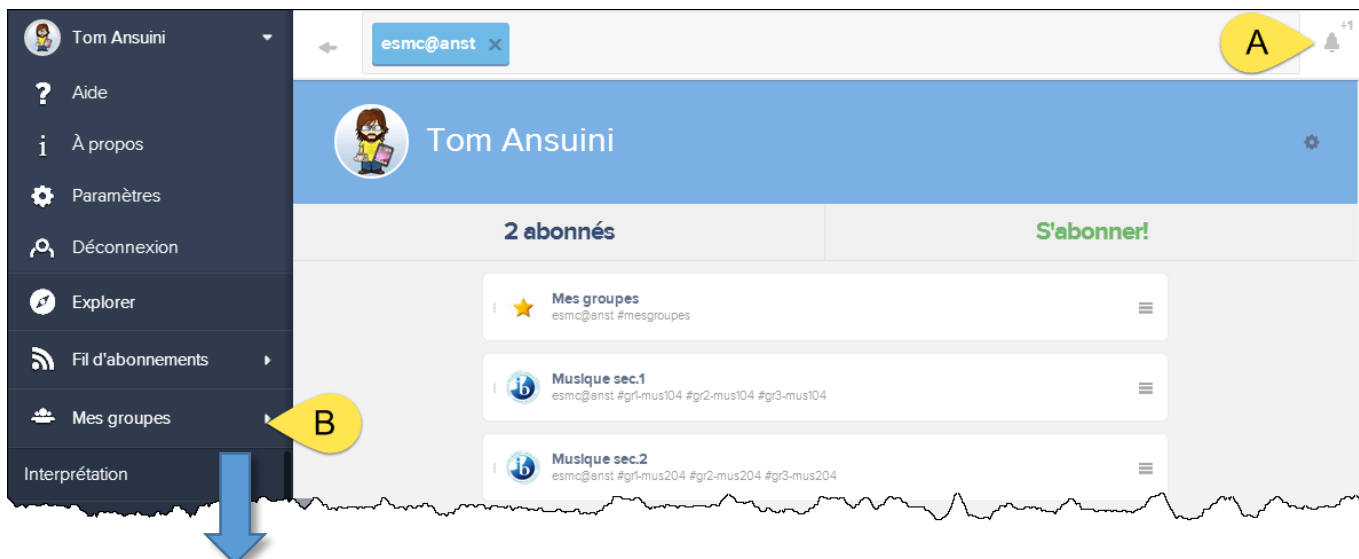 Tom Ansuini
Aide
À propos
Paramètres
Déconnexion
Explorer
Fil d'abonnements
Mes groupes
B
Interprétation
esmc@anst ×
A
+1
Tom Ansuini
2 abonnés
S'abonner!
Mes groupes
esmc@anst #mesgroupes
Musique sec.1
esmc@anst #gr1-mus104 #gr2-mus104 #gr3-mus104
Musique sec.2
esmc@anst #gr1-mus204 #gr2-mus204 #gr3-mus204